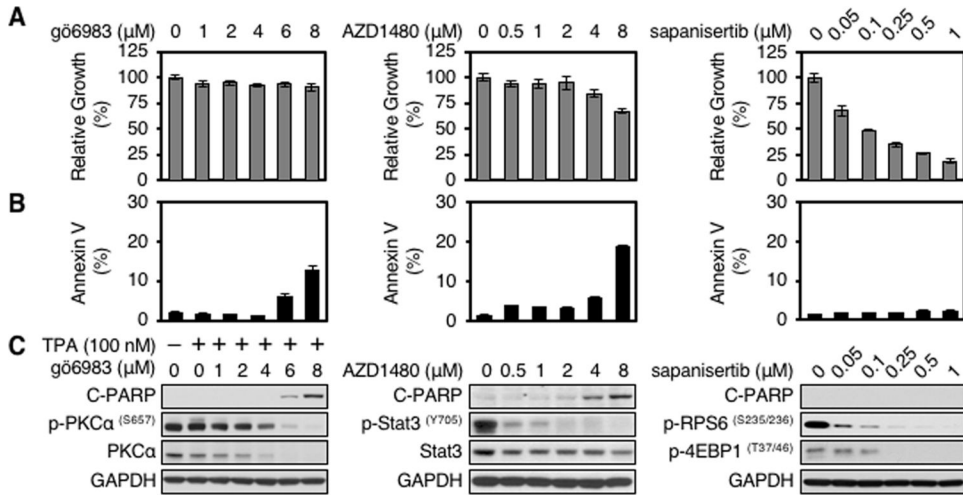 A
gö6983 (μM) 0 1 2 4 6 8
AZD1480 (μM) 0 0.5 1 2 4 8
sapanisertib (μM) 0 0.05 0.1 0.25 0.5 1
Relative Growth (%)
125
100
75
50
25
0
Relative Growth (%)
125
100
75
50
25
0
Relative Growth (%)
125
100
75
50
25
0
B
Annexin V (%)
30
20
10
0
Annexin V (%)
30
20
10
0
Annexin V (%)
30
20
10
0
C
TPA (100 nM) – + + + + + +
gö6983 (μM) 0 0 1 2 4 6 8
C-PARP
p-PKCα (S657)
PKCα
GAPDH
AZD1480 (μM) 0 0.5 1 2 4 8
C-PARP
p-Stat3 (Y705)
Stat3
GAPDH
sapanisertib (μM) 0 0.05 0.1 0.25 0.5 1
C-PARP
p-RPS6 (S235/236)
p-4EBP1 (T37/46)
GAPDH